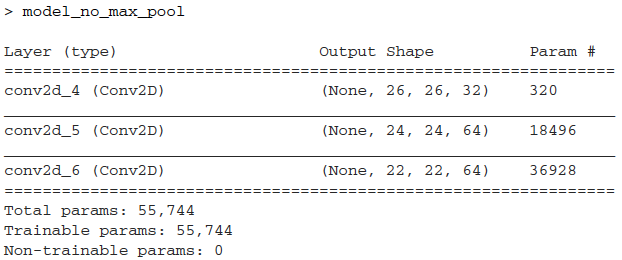 > model_no_max_pool
Layer (type) Output Shape Param #
================================================================
conv2d_4 (Conv2D) (None, 26, 26, 32) 320
________________________________________________________________
conv2d_5 (Conv2D) (None, 24, 24, 64) 18496
________________________________________________________________
conv2d_6 (Conv2D) (None, 22, 22, 64) 36928
================================================================
Total params: 55,744
Trainable params: 55,744
Non-trainable params: 0